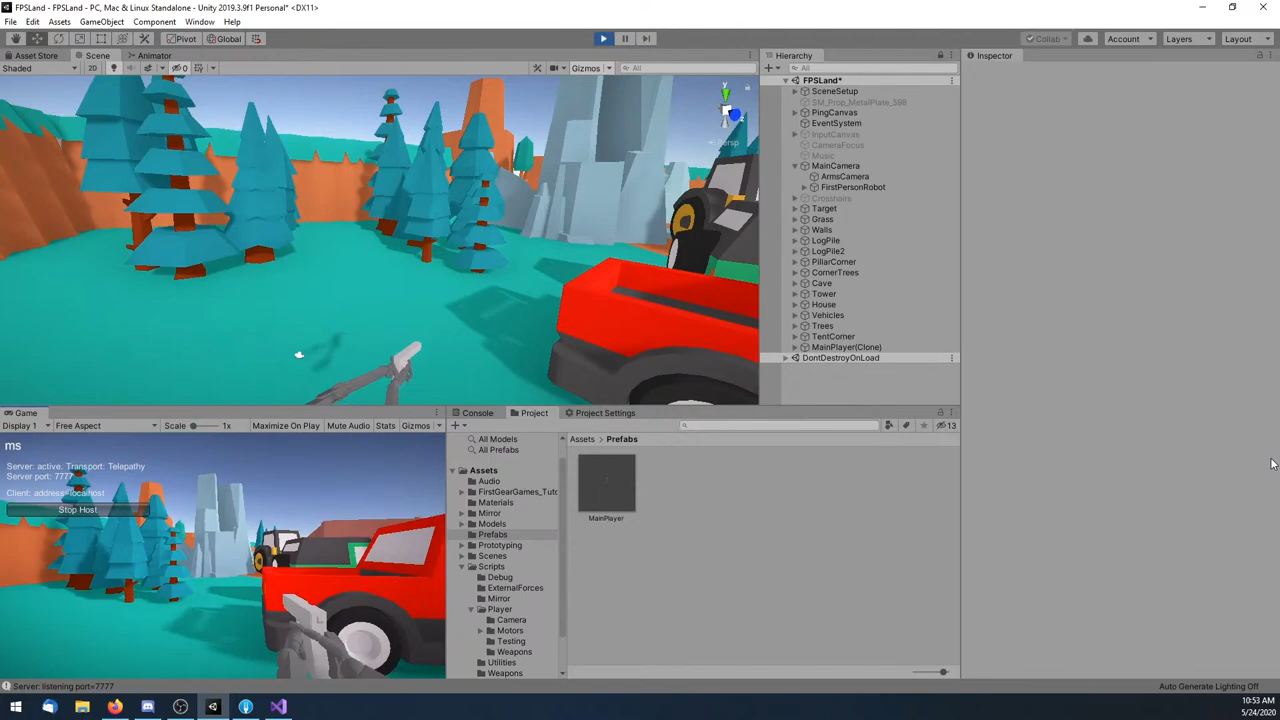 FPSLand - FPSLand - PC, Mac & Linux Standalone - Unity 2019.3.9f1 Personal* <DX11>
File Edit Assets GameObject Component Window Help
Pivot Global Collab Account Layers Layout
Asset Store Scene Animator
Shaded 2D 0 Gizmos All
y
Persp
Hierarchy
All
FPSLand*
SceneSetup
SM_Prop_MetalPlate_598
PingCanvas
EventSystem
InputCanvas
CameraFocus
Music
MainCamera
ArmsCamera
FirstPersonRobot
Crosshairs
Target
Grass
Walls
LogPile
LogPile2
PillarCorner
CornerTrees
Cave
Tower
House
Vehicles
Trees
TentCorner
MainPlayer(Clone)
DontDestroyOnLoad
Inspector
Game
Display 1 Free Aspect Scale 1x Maximize On Play Mute Audio Stats Gizmos
ms
Server: active. Transport: Telepathy
Server port: 7777
Client: address=localhost
Stop Host
Console Project Project Settings
13
All Models
All Prefabs
Assets
Audio
FirstGearGames_Tuto
Materials
Mirror
Models
Prefabs
Prototyping
Scenes
Scripts
Debug
ExternalForces
Mirror
Player
Camera
Motors
Testing
Weapons
Utilities
Weapons
Assets Prefabs
MainPlayer
Server: listening port=7777
Auto Generate Lighting Off
10:53 AM
5/24/2020